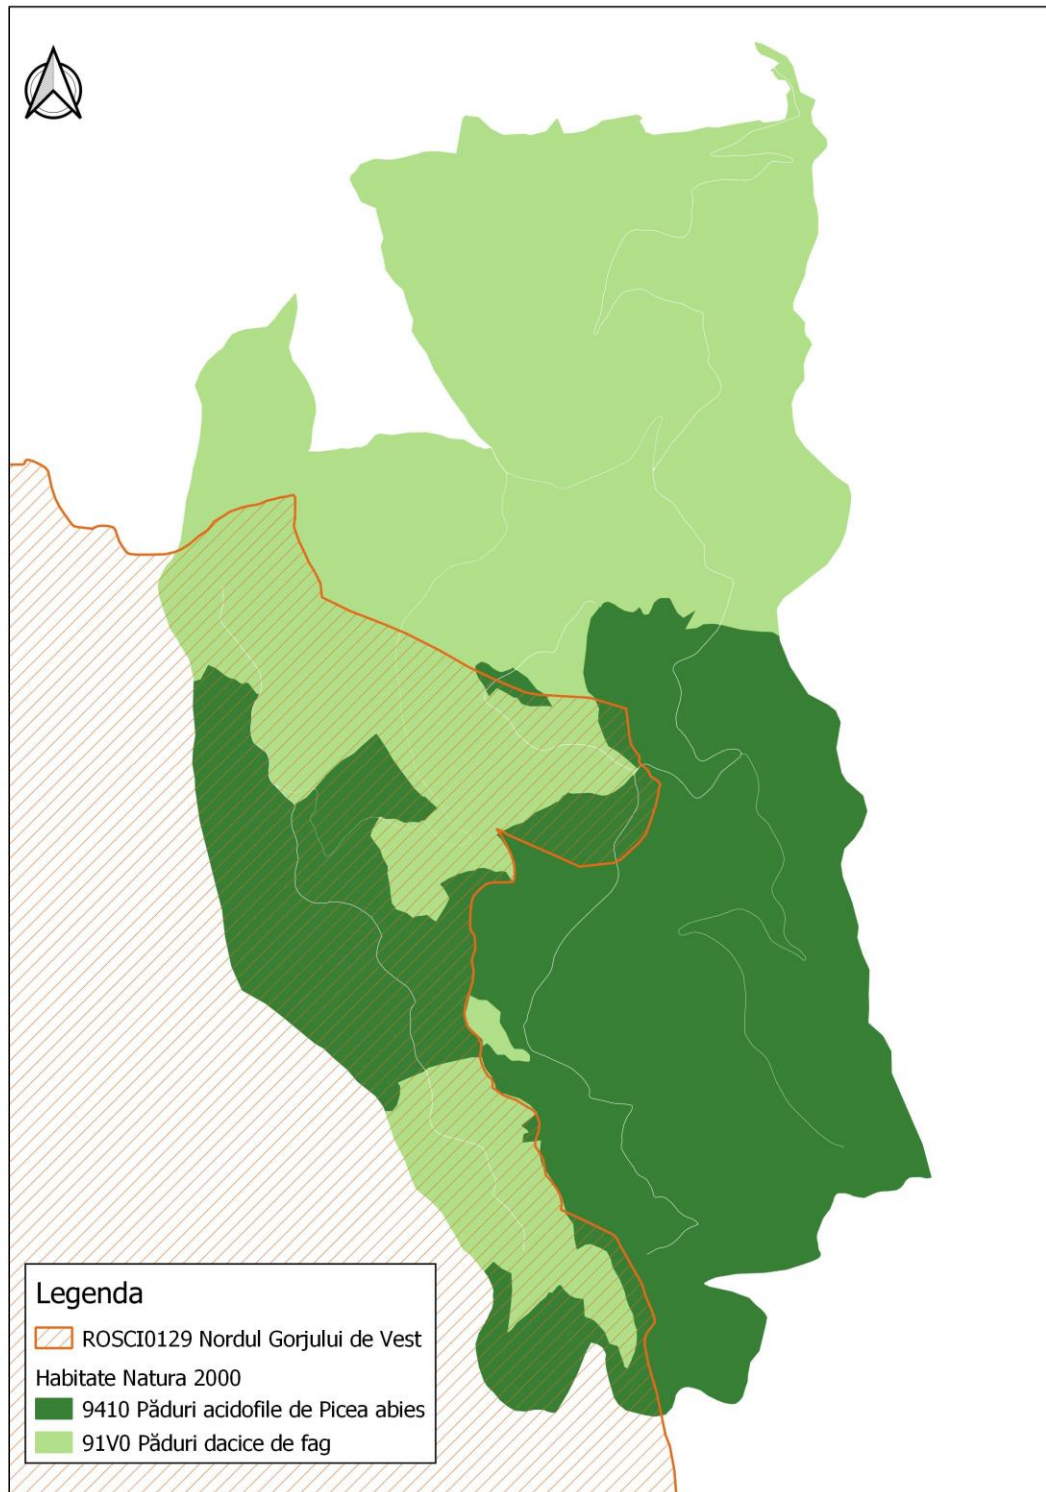 Legenda
ROSCI0129 Nordul Gorjului de Vest
Habitate Natura 2000
9410 Păduri acidofile de Picea abies
91V0 Păduri dacice de fag